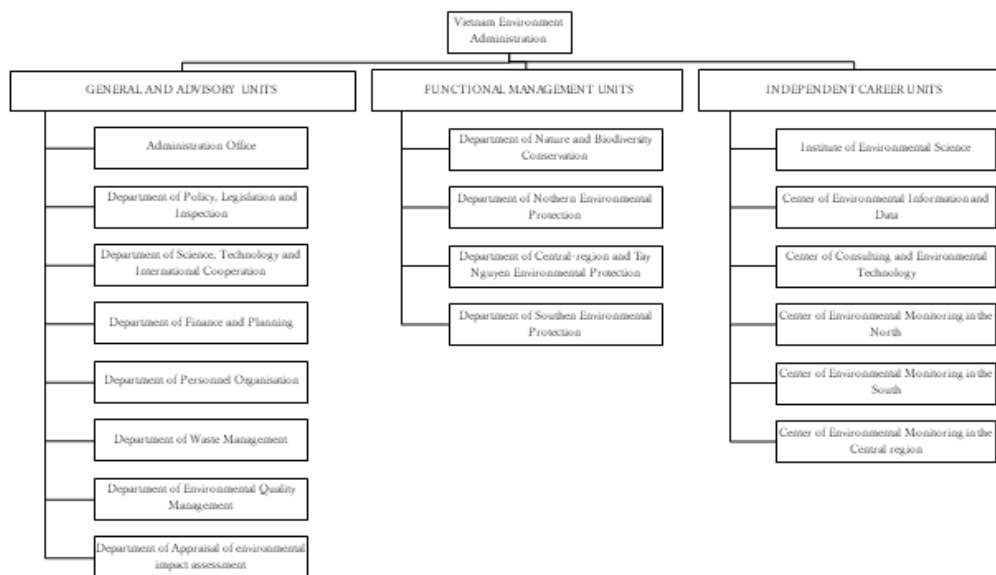 Vietnam Environment
Administration
GENERAL AND ADVISORY UNITS
FUNCTIONAL MANAGEMENT UNITS
INDEPENDENT CAREER UNITS
Administration Office
Department of Policy, Legislation and
Inspection
Department of Science, Technology and
International Cooperation
Department of Finance and Planning
Department of Personnel Organisation
Department of Waste Management
Department of Environmental Quality
Management
Department of Appraisal of environmental
impact assessment
Department of Nature and Biodiversity
Conservation
Department of Nothern Environmental
Protection
Department of Central-region and Tay
Nguyen Environmental Protection
Department of Southen Environmental
Protection
Institute of Environmental Science
Center of Environmental Information and
Data
Center of Consulting and Environmental
Technology
Center of Environmental Monitoring in the
North
Center of Environmental Monitoring in the
South
Center of Environmental Monitoring in the
Central region